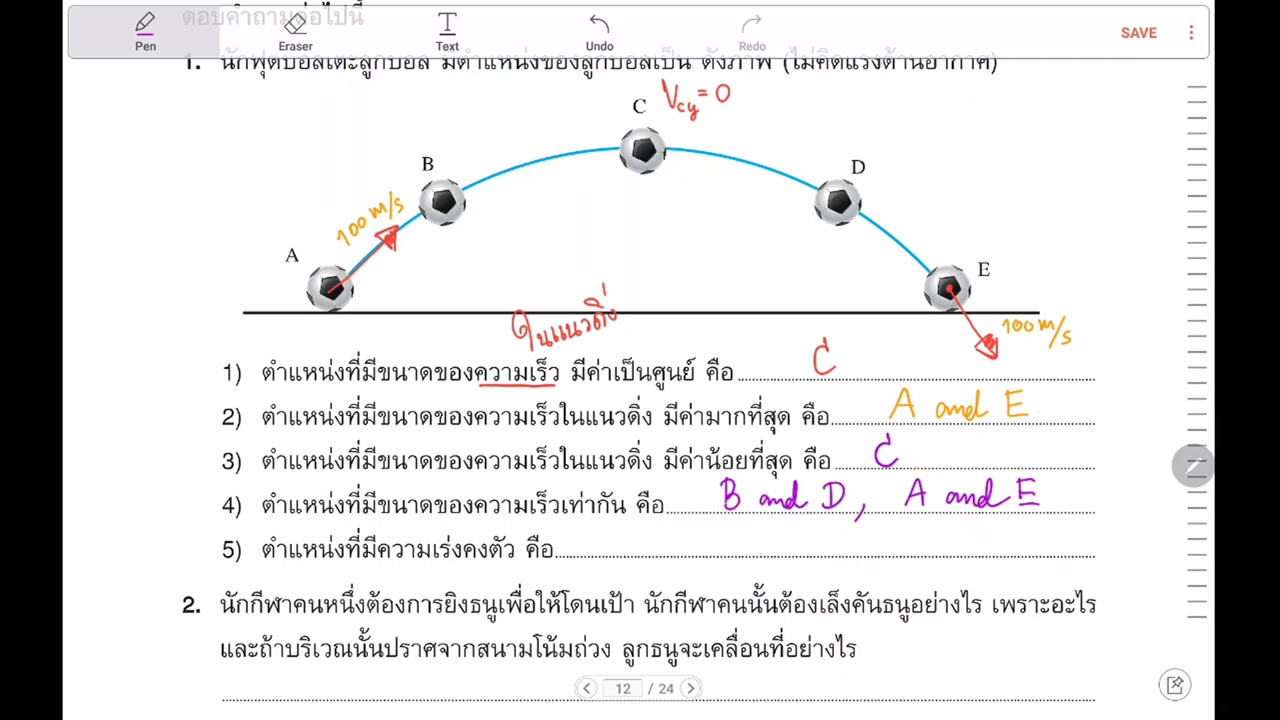 ตอบคำถามต่อไปนี้
Pen
Eraser
Text
Undo
Redo
SAVE
1. นักฟุตบอลเตะลูกบอล มีตำแหน่งของลูกบอลเป็น ดังภาพ (ไม่คิดแรงต้านอากาศ)
C
Vcy = 0
B
D
100 m/s
A
E
100 m/s
ในแนวดิ่ง
1) ตำแหน่งที่มีขนาดของความเร็ว มีค่าเป็นศูนย์ คือ C
2) ตำแหน่งที่มีขนาดของความเร็วในแนวดิ่ง มีค่ามากที่สุด คือ A and E
3) ตำแหน่งที่มีขนาดของความเร็วในแนวดิ่ง มีค่าน้อยที่สุด คือ C
4) ตำแหน่งที่มีขนาดของความเร็วเท่ากัน คือ B and D, A and E
5) ตำแหน่งที่มีความเร่งคงตัว คือ
2. นักกีฬาคนหนึ่งต้องการยิงธนูเพื่อให้โดนเป้า นักกีฬาคนนั้นต้องเล็งคันธนูอย่างไร เพราะอะไร
และถ้าบริเวณนั้นปราศจากสนามโน้มถ่วง ลูกธนูจะเคลื่อนที่อย่างไร
12 / 24